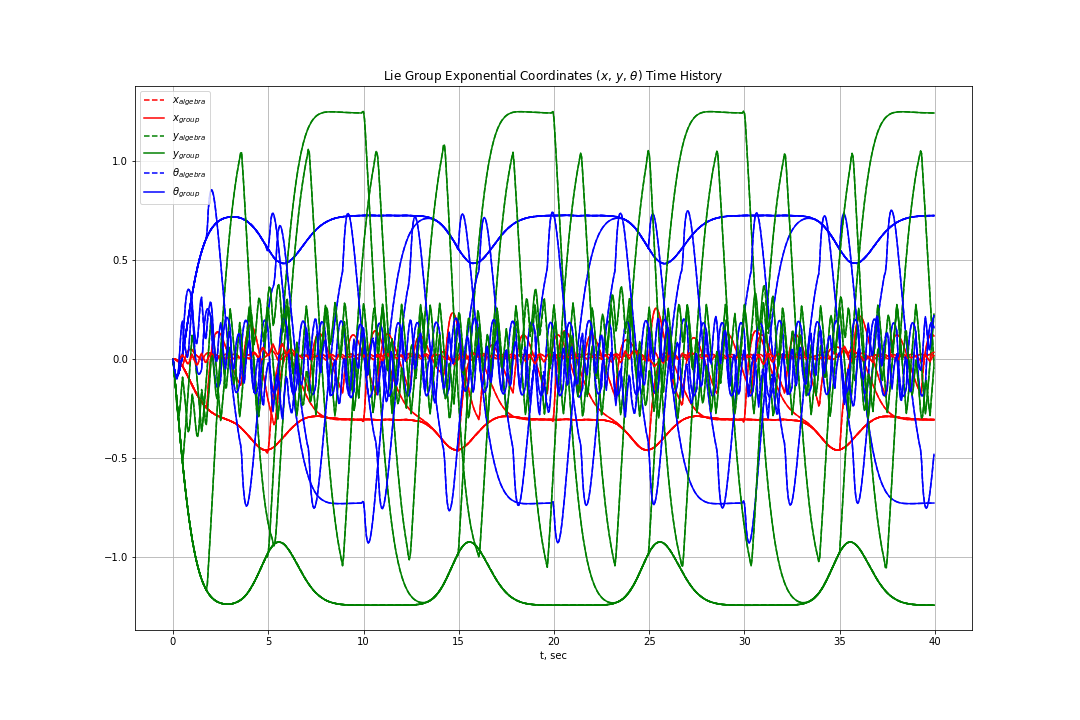 Lie Group Exponential Coordinates (x, y, θ) Time History
x_algebra
x_group
y_algebra
y_group
θ_algebra
θ_group
1.0
0.5
0.0
−0.5
−1.0
0 5 10 15 20 25 30 35 40
t, sec